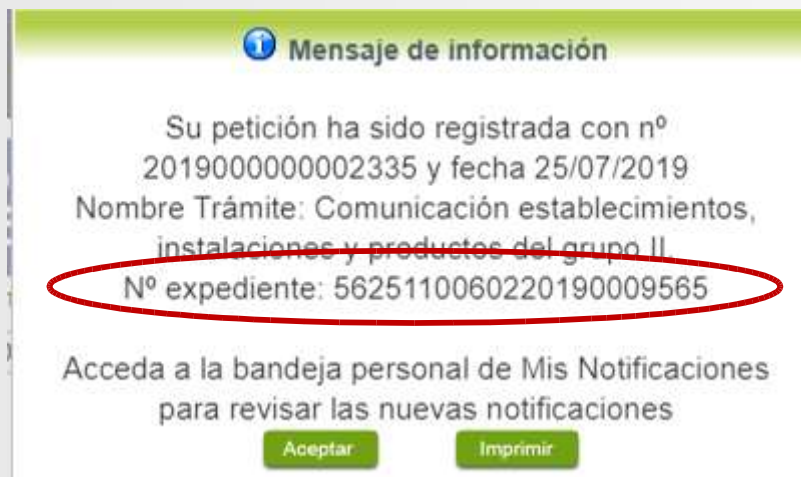 Mensaje de información
Su petición ha sido registrada con nº
2019000000002335 y fecha 25/07/2019
Nombre Trámite: Comunicación establecimientos,
instalaciones y productos del grupo II.
Nº expediente: 5625110060220190009565
Acceda a la bandeja personal de Mis Notificaciones
para revisar las nuevas notificaciones
Aceptar Imprimir